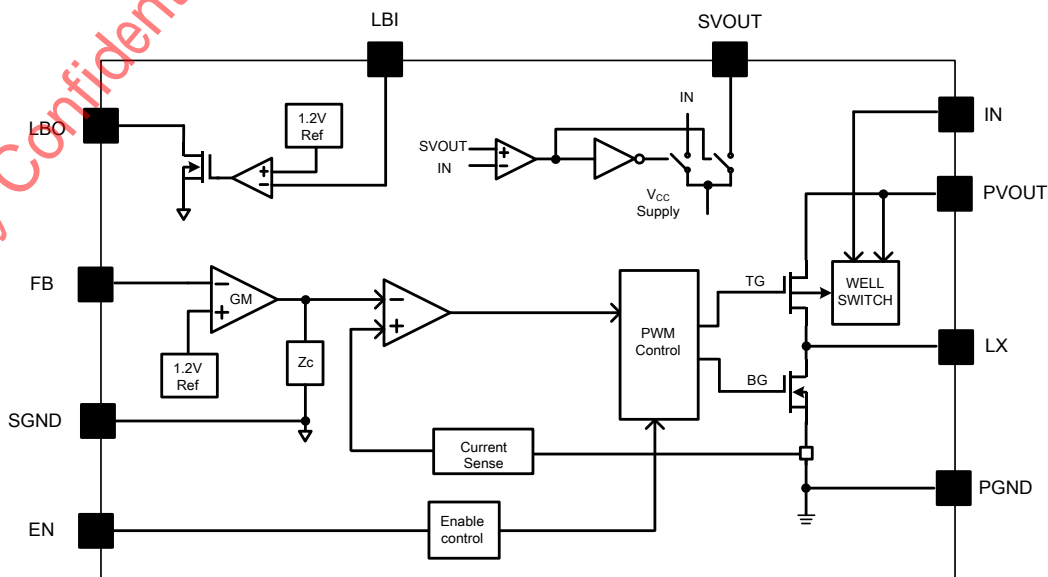 LBI
SVOUT
Confident
LBO
1.2V
Ref
+
−
SVOUT
IN
+
−
IN
V_CC
Supply
IN
PVOUT
FB
−
GM
+
1.2V
Ref
Zc
−
+
PWM
Control
TG
WELL
SWITCH
LX
BG
SGND
Current
Sense
PGND
EN
Enable
control